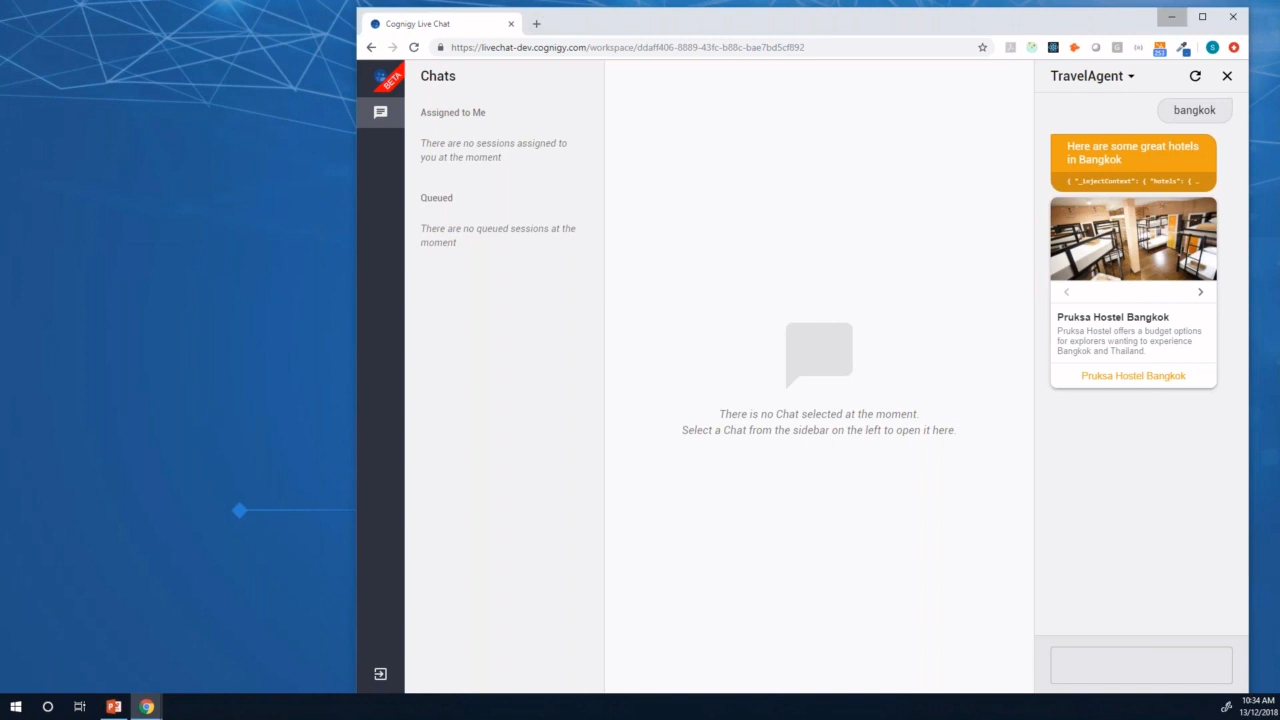 Cognigy Live Chat
https://livechat-dev.cognigy.com/workspace/ddaff406-8889-43fc-b88c-bae7bd5cf892
BETA
Chats
Assigned to Me
There are no sessions assigned to
you at the moment
Queued
There are no queued sessions at the
moment
There is no Chat selected at the moment.
Select a Chat from the sidebar on the left to open it here.
TravelAgent
bangkok
Here are some great hotels
in Bangkok
{ "_injectContext": { "hotels": { …
Pruksa Hostel Bangkok
Pruksa Hostel offers a budget options
for explorers wanting to experience
Bangkok and Thailand.
Pruksa Hostel Bangkok
10:34 AM
13/12/2018